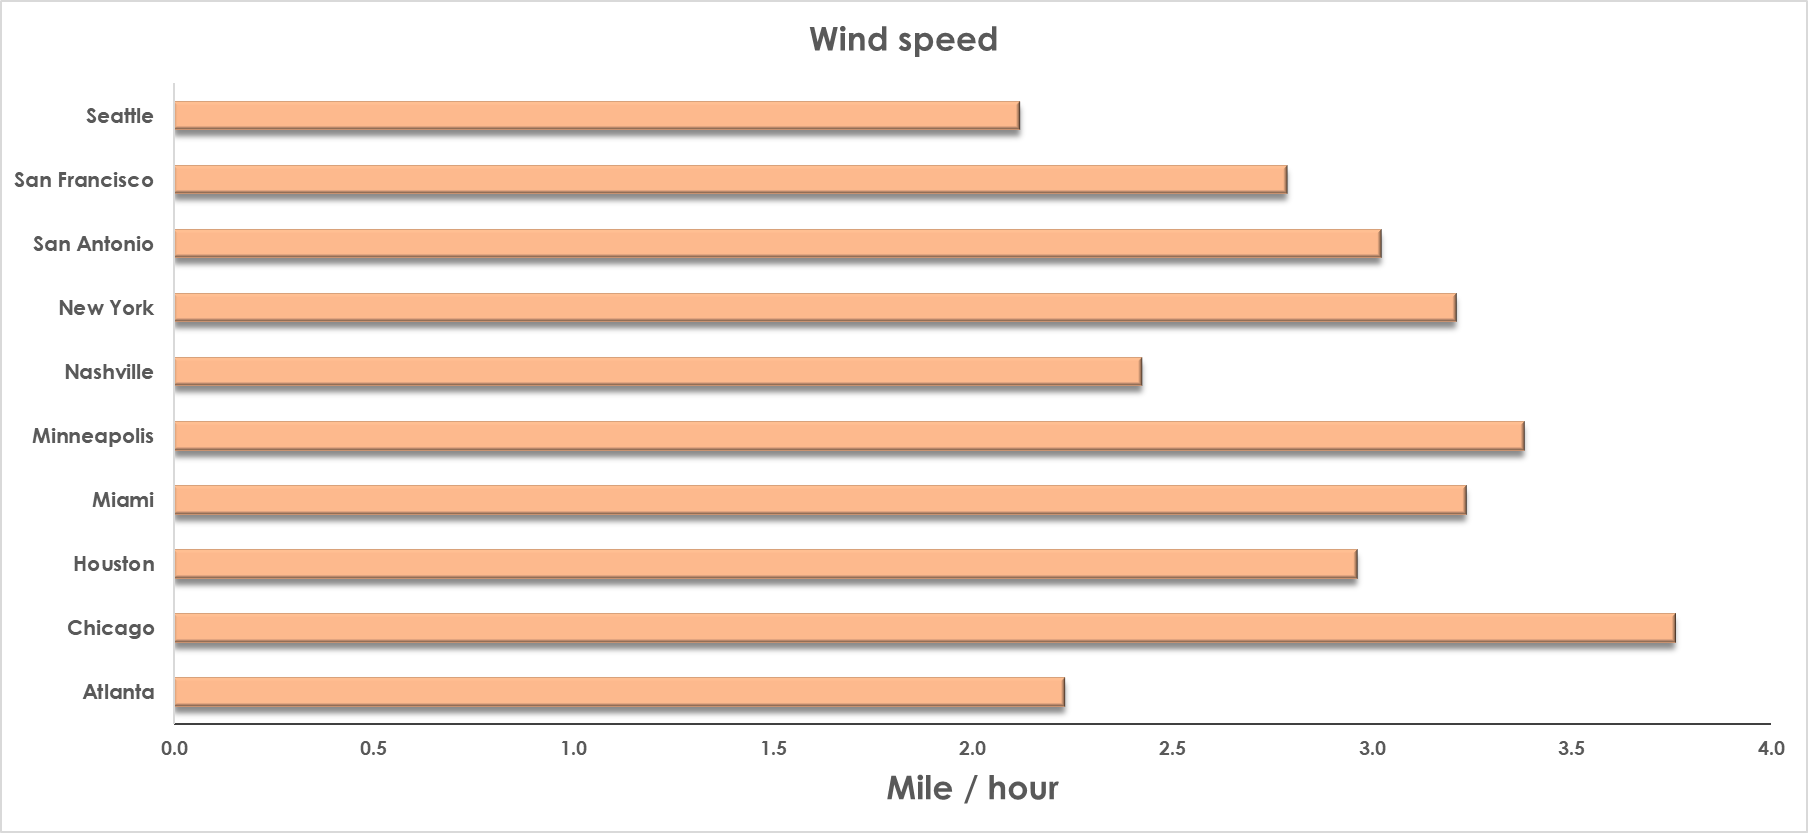 Wind speed
Seattle
San Francisco
San Antonio
New York
Nashville
Minneapolis
Miami
Houston
Chicago
Atlanta
0.0 0.5 1.0 1.5 2.0 2.5 3.0 3.5 4.0
Mile / hour